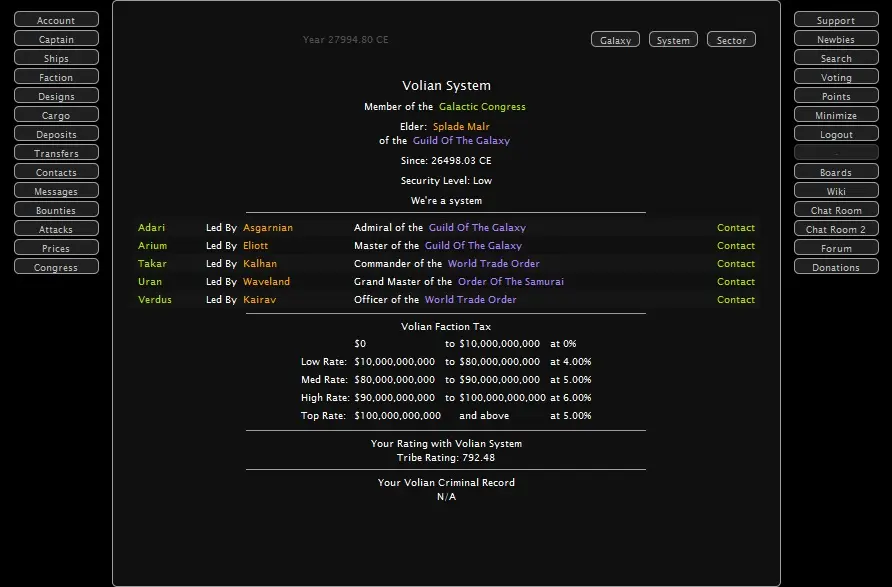 Account
Captain
Ships
Faction
Designs
Cargo
Deposits
Transfers
Contacts
Messages
Bounties
Attacks
Prices
Congress
Year 27994.80 CE
Galaxy System Sector
Volian System
Member of the Galactic Congress
Elder: Splade Malr
of the Guild Of The Galaxy
Since: 26498.03 CE
Security Level: Low
We're a system
Adari Led By Asgarnian Admiral of the Guild Of The Galaxy Contact
Arium Led By Eliott Master of the Guild Of The Galaxy Contact
Takar Led By Kalhan Commander of the World Trade Order Contact
Uran Led By Waveland Grand Master of the Order Of The Samurai Contact
Verdus Led By Kairav Officer of the World Trade Order Contact
Volian Faction Tax
$0 to $10,000,000,000 at 0%
Low Rate: $10,000,000,000 to $80,000,000,000 at 4.00%
Med Rate: $80,000,000,000 to $90,000,000,000 at 5.00%
High Rate: $90,000,000,000 to $100,000,000,000 at 6.00%
Top Rate: $100,000,000,000 and above at 5.00%
Your Rating with Volian System
Tribe Rating: 792.48
Your Volian Criminal Record
N/A
Support
Newbies
Search
Voting
Points
Minimize
Logout
Boards
Wiki
Chat Room
Chat Room 2
Forum
Donations